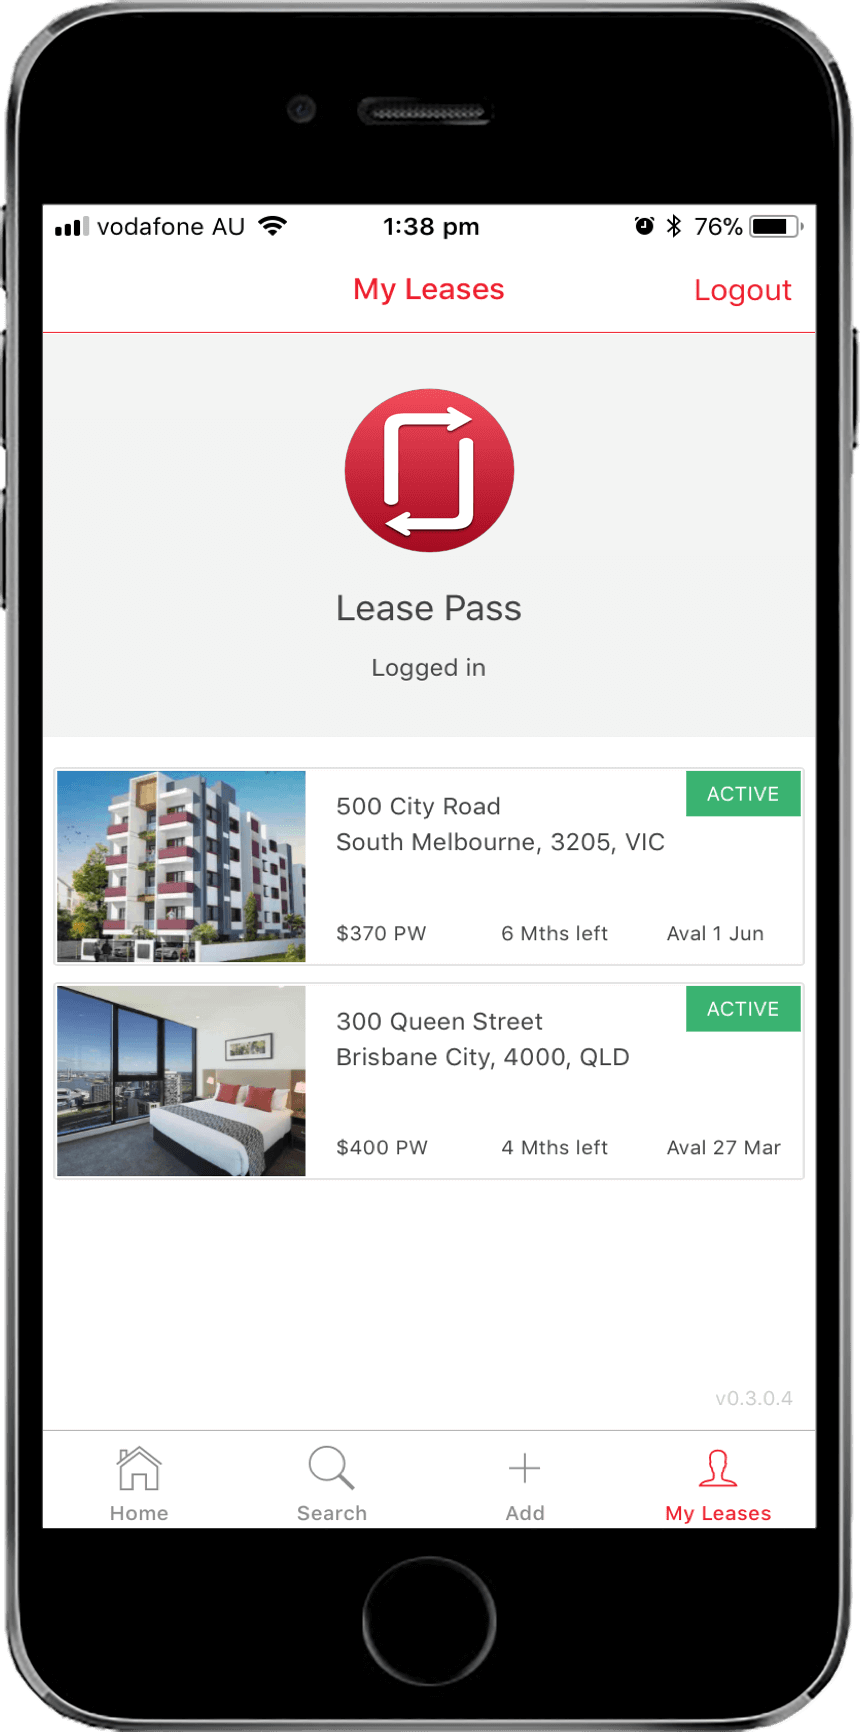 vodafone AU 1:38 pm 76%
My Leases Logout
Lease Pass
Logged in
500 City Road ACTIVE
South Melbourne, 3205, VIC
$370 PW 6 Mths left Aval 1 Jun
300 Queen Street ACTIVE
Brisbane City, 4000, QLD
$400 PW 4 Mths left Aval 27 Mar
v0.3.0.4
Home Search Add My Leases